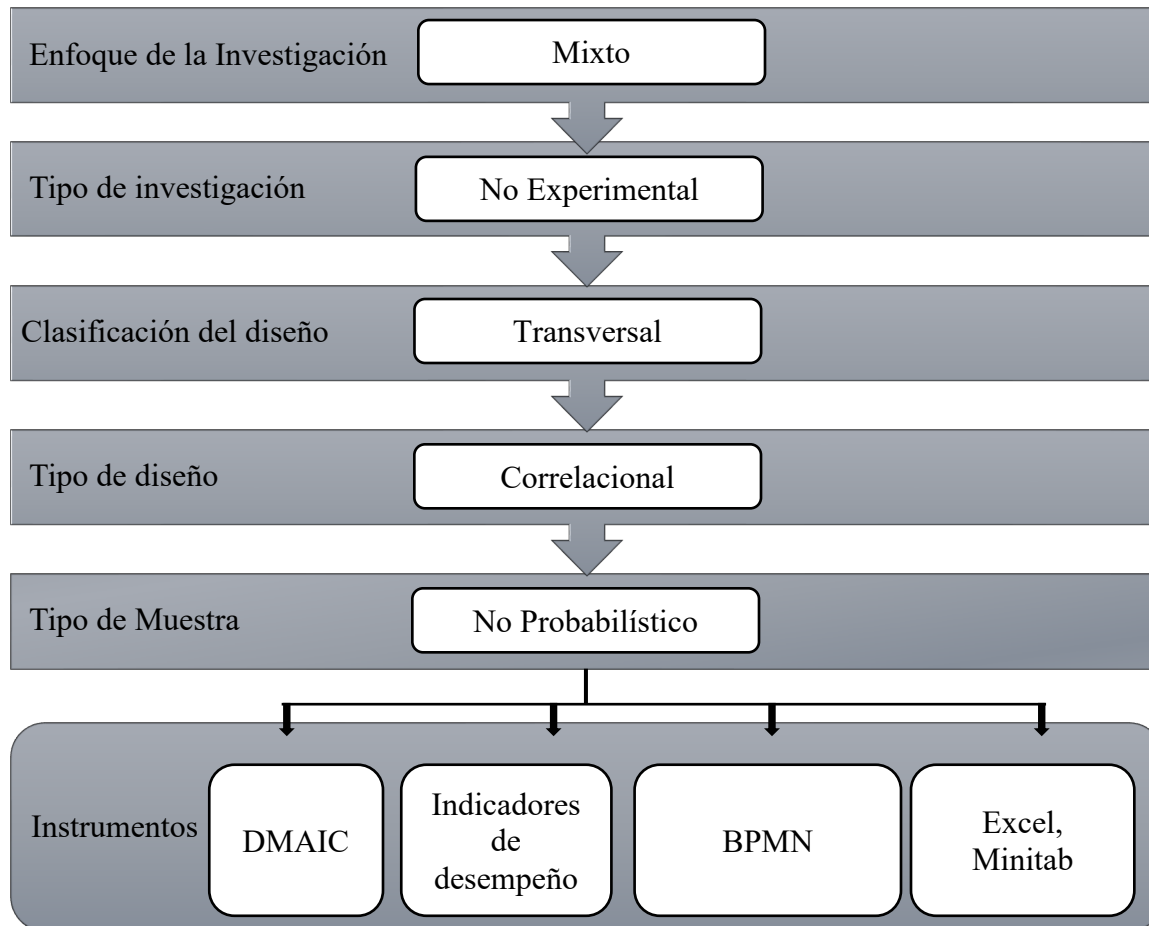 Enfoque de la Investigación
Mixto
Tipo de investigación
No Experimental
Clasificación del diseño
Transversal
Tipo de diseño
Correlacional
Tipo de Muestra
No Probabilístico
Instrumentos
DMAIC
Indicadores
de
desempeño
BPMN
Excel,
Minitab